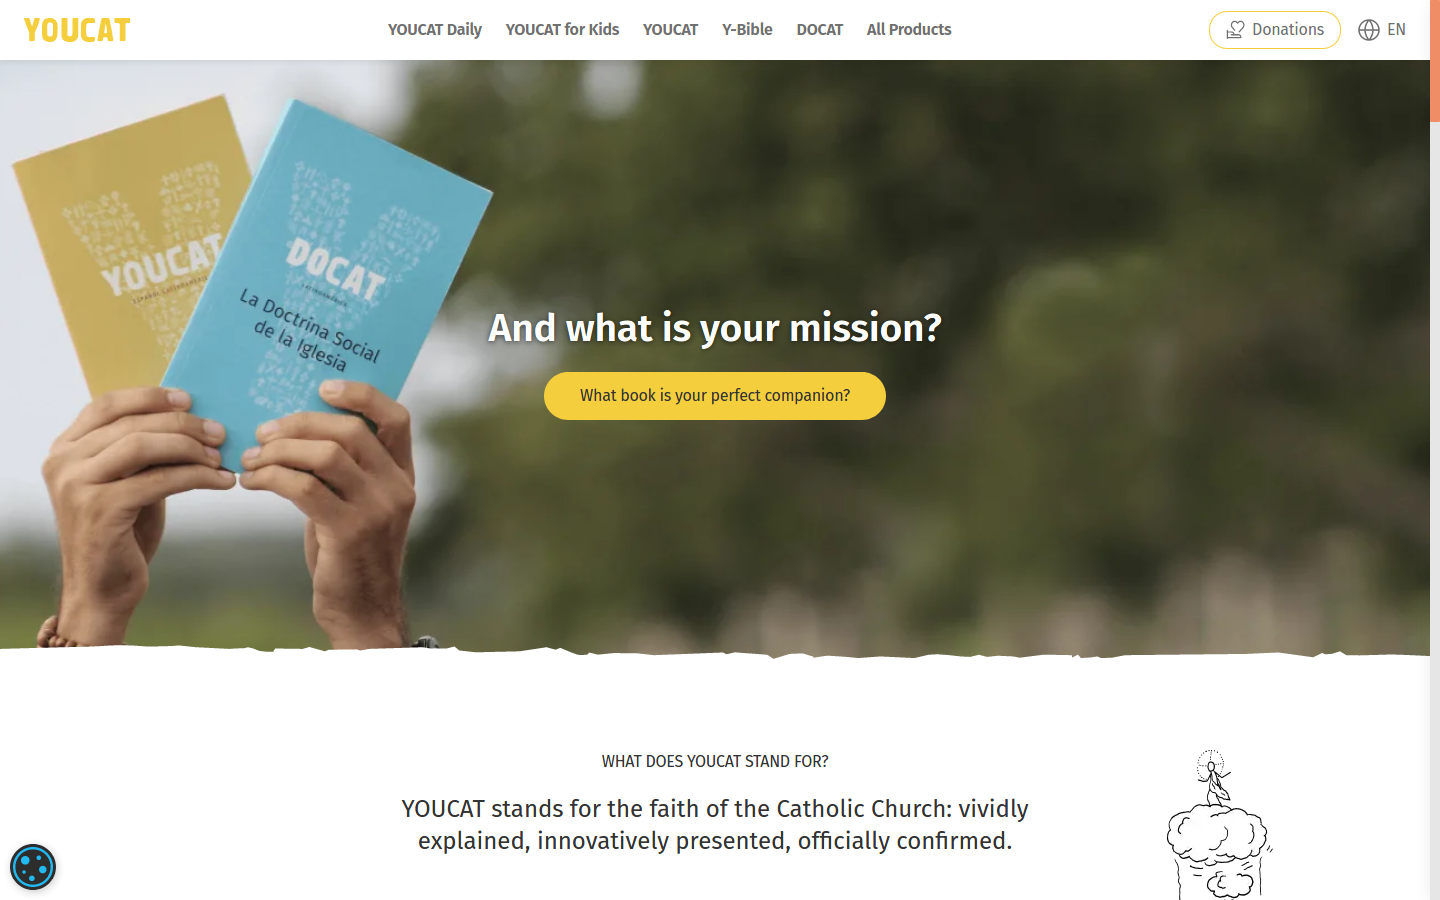 YOUCAT
YOUCAT Daily
YOUCAT for Kids
YOUCAT
Y-Bible
DOCAT
All Products
Donations
EN
YOUCAT
DOCAT
La Doctrina Social
de la Iglesia
And what is your mission?
What book is your perfect companion?
WHAT DOES YOUCAT STAND FOR?
YOUCAT stands for the faith of the Catholic Church: vividly
explained, innovatively presented, officially confirmed.